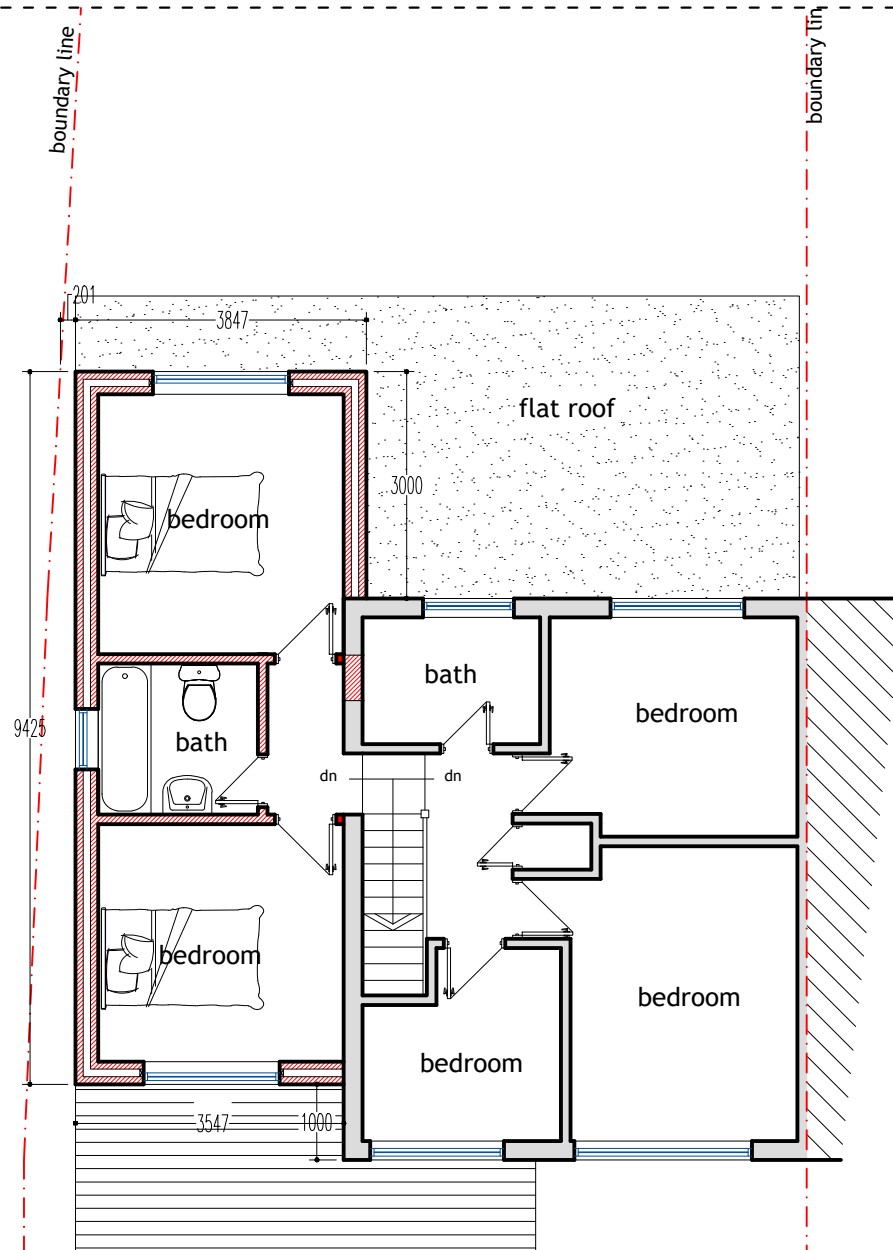 boundary line
boundary lin
201
3847
flat roof
3000
bedroom
bath
bedroom
9425
bath
dn
dn
bedroom
bedroom
bedroom
3547
1000